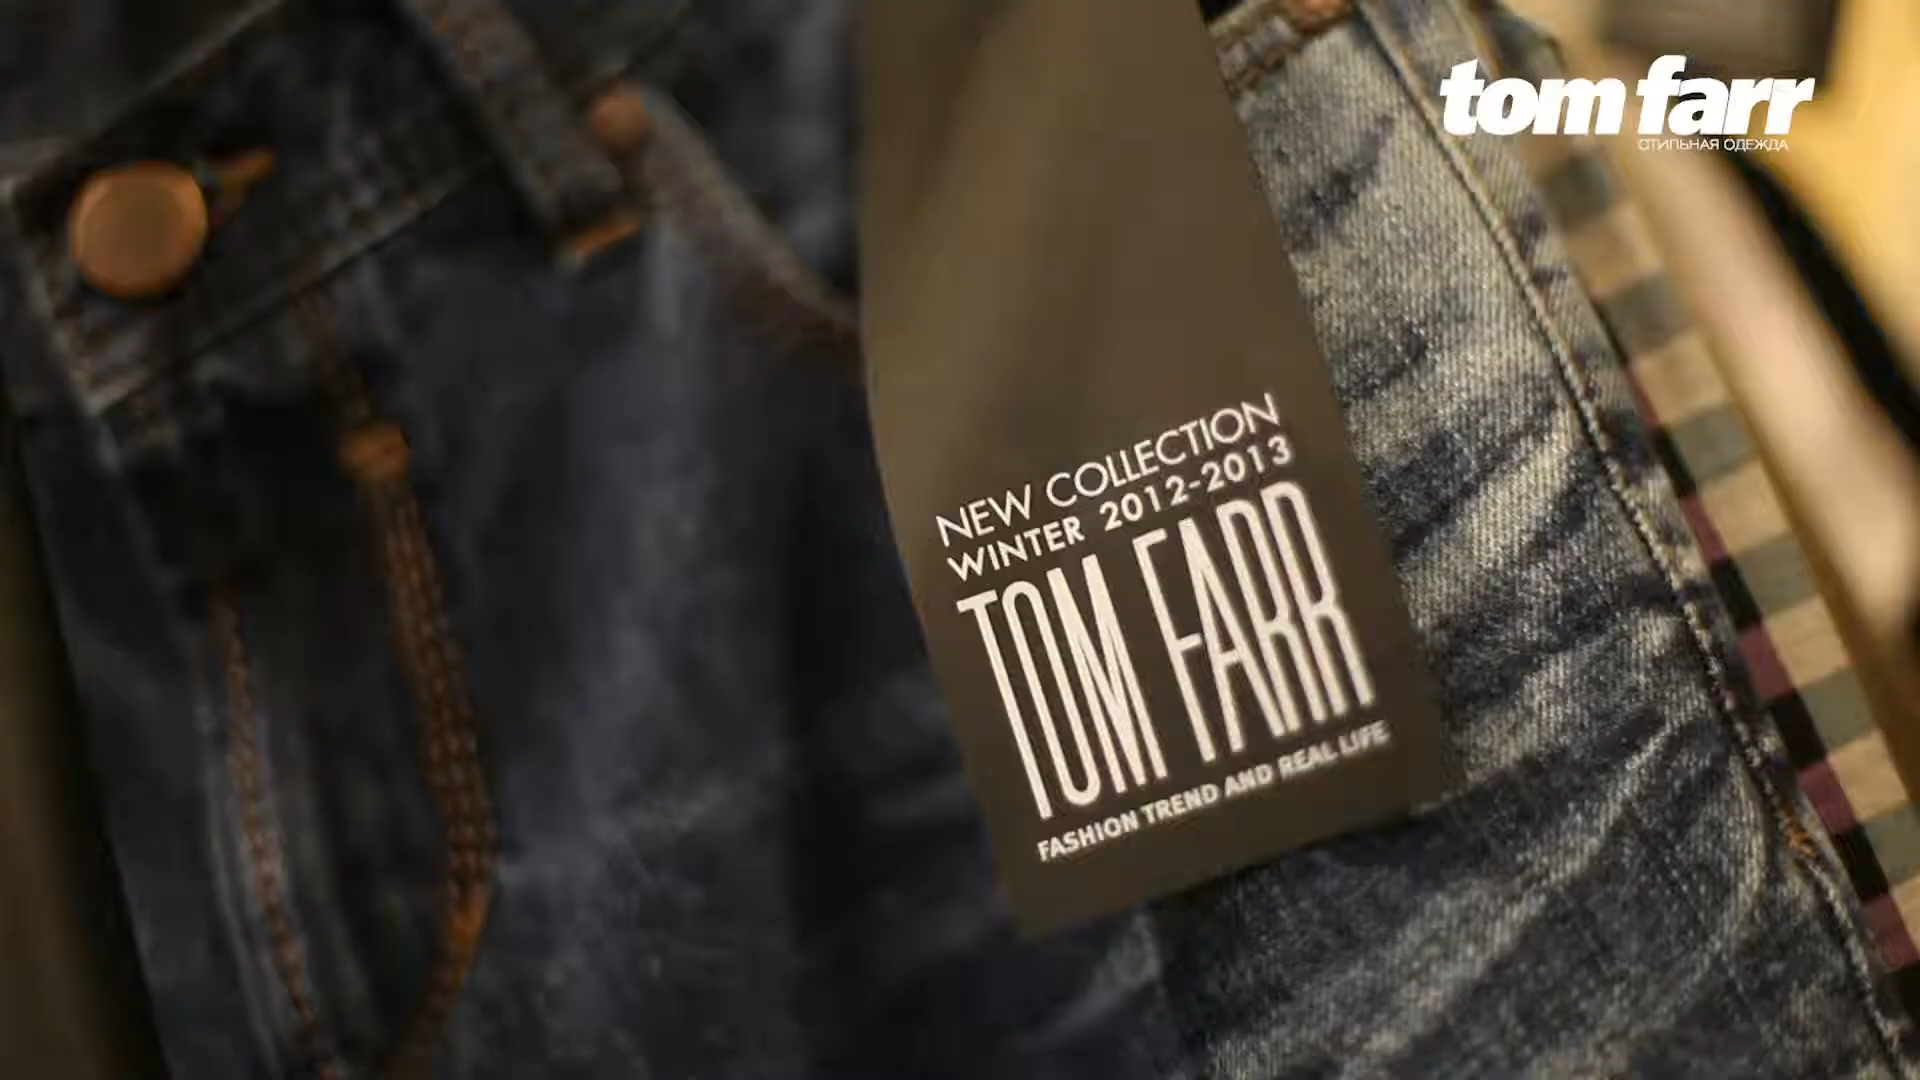 tom farr
СТИЛЬНАЯ ОДЕЖДА
NEW COLLECTION
WINTER 2012-2013
TOM FARR
FASHION TREND AND REAL LIFE